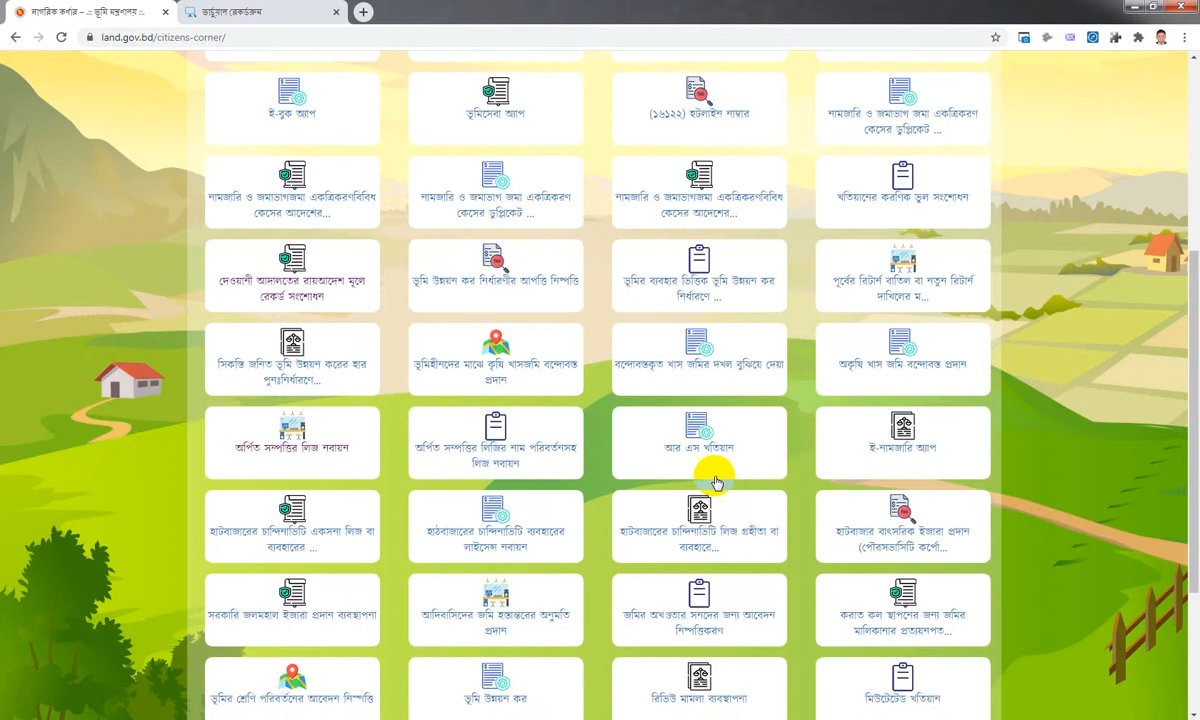 নাগরিক কর্ণার – .:: ভূমি মন্ত্রণালয় ::.
ভার্চুয়াল রেকর্ডরুম
land.gov.bd/citizens-corner/
ই-বুক অ্যাপ
ভূমিসেবা অ্যাপ
(১৬১২২) হটলাইন নাম্বার
নামজারি ও জমাভাগ জমা একত্রিকরণ
কেসের ডুপ্লিকেট ...
নামজারি ও জমাভাগজমা একত্রিকরণবিবিধ
কেসের আদেশের...
নামজারি ও জমাভাগ জমা একত্রিকরণ
কেসের ডুপ্লিকেট ...
নামজারি ও জমাভাগজমা একত্রিকরণবিবিধ
কেসের আদেশের...
খতিয়ানের করণিক ভুল সংশোধন
দেওয়ানী আদালতের রায়আদেশ মূলে
রেকর্ড সংশোধন
ভূমি উন্নয়ন কর নির্ধারণীর আপত্তি নিষ্পত্তি
ভূমির ব্যবহার ভিত্তিক ভূমি উন্নয়ন কর
নির্ধারণে ...
পূর্বের রিটার্ন বাতিল বা নতুন রিটার্ন
দাখিলের ম...
সিকস্তি জনিত ভূমি উন্নয়ন করের হার
পুনঃনির্ধারণে...
ভূমিহীনদের মাঝে কৃষি খাসজমি বন্দোবস্ত
প্রদান
বন্দোবস্তকৃত খাস জমির দখল বুঝিয়ে দেয়া
অকৃষি খাস জমি বন্দোবস্ত প্রদান
অর্পিত সম্পত্তির লিজ নবায়ন
অর্পিত সম্পত্তির লিজির নাম পরিবর্তনসহ
লিজ নবায়ন
আর এস খতিয়ান
ই-নামজারি অ্যাপ
হাটবাজারের চান্দিনাভিটি একসনা লিজ বা
ব্যবহারের ...
হাঠবাজারের চন্দিনাভিটি ব্যবহারের
লাইসেন্স নবায়ন
হাটবাজারের চান্দিনাভিটি লিজ গ্রহীতা বা
ব্যবহারে...
হাটবাজার বাৎসরিক ইজারা প্রদান
(পৌরসভাসিটি কর্পো...
সরকারি জলমহাল ইজারা প্রদান ব্যবস্থাপনা
আদিবাসিদের জমি হস্তান্তরের অনুমতি
প্রদান
জমির অখণ্ডতার সনদের জন্য আবেদন
নিষ্পত্তিকরণ
করাত কল স্থাপনের জন্য জমির
মালিকানার প্রত্যয়নপত...
ভূমির শ্রেণি পরিবর্তনের আবেদন নিষ্পত্তি
ভূমি উন্নয়ন কর
রিভিউ মামলা ব্যবস্থাপনা
মিউটেটেড খতিয়ান